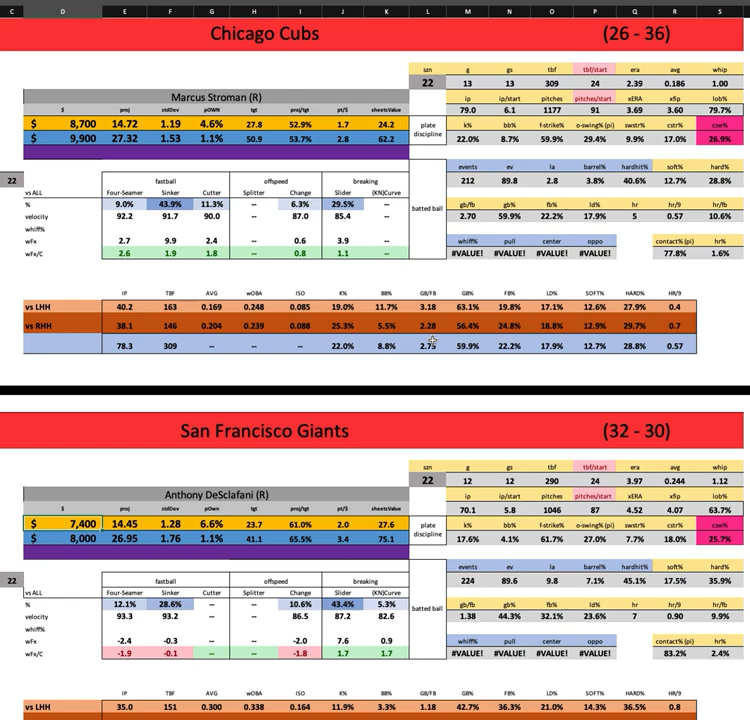 C D E F G H I J K L M N O P Q R S
Chicago Cubs (26 - 36)
szn g gs tbf tbf/start era avg whip
22 13 13 309 24 2.39 0.186 1.00
Marcus Stroman (R) ip ip/start pitches pitches/start xERA xfip lob%
$ proj stdDev pOWN tgt proj/tgt pt/$ sheetsValue 79.0 6.1 1177 91 3.69 3.60 79.7%
$ 8,700 14.72 1.19 4.6% 27.8 52.9% 1.7 24.2 plate discipline k% bb% f-strike% o-swing% (pi) swstr% cstr% csw%
$ 9,900 27.32 1.53 1.1% 50.9 53.7% 2.8 62.2 22.0% 8.7% 59.9% 29.4% 9.9% 17.0% 26.9%
events ev la barrel% hardhit% soft% hard%
22 fastball offspeed breaking batted ball 212 89.8 2.8 3.8% 40.6% 12.7% 28.8%
vs ALL Four-Seamer Sinker Cutter Splitter Change Slider (KN)Curve
% 9.0% 43.9% 11.3% -- 6.3% 29.5% -- gb/fb gb% fb% ld% hr hr/9 hr/fb
velocity 92.2 91.7 90.0 -- 87.0 85.4 -- 2.70 59.9% 22.2% 17.9% 5 0.57 10.6%
whiff%
wFx 2.7 9.9 2.4 -- 0.6 3.9 -- whiff% pull center oppo contact% (pi) hr%
wFx/C 2.6 1.9 1.8 -- 0.8 1.1 -- #VALUE! #VALUE! #VALUE! #VALUE! 77.8% 1.6%
IP TBF AVG wOBA ISO K% BB% GB/FB GB% FB% LD% SOFT% HARD% HR/9
vs LHH 40.2 163 0.169 0.248 0.085 19.0% 11.7% 3.18 63.1% 19.8% 17.1% 12.6% 27.9% 0.4
vs RHH 38.1 146 0.204 0.239 0.088 25.3% 5.5% 2.28 56.4% 24.8% 18.8% 12.9% 29.7% 0.7
78.3 309 -- -- 22.0% 8.8% 59.9% 22.2% 17.9% 12.7% 28.8% 0.57
San Francisco Giants (32 - 30)
szn g gs tbf tbf/start era avg whip
22 12 12 290 24 3.97 0.244 1.12
Anthony DeSclafani (R) ip ip/start pitches pitches/start xERA xfip lob%
$ proj stdDev pOWN tgt proj/tgt pt/$ sheetsValue 70.1 5.8 1046 87 4.52 4.07 63.7%
$ 7,400 14.45 1.28 6.6% 23.7 61.0% 2.0 27.6 plate discipline k% bb% f-strike% o-swing% (pi) swstr% cstr% csw%
$ 8,000 26.95 1.76 1.1% 41.1 65.5% 3.4 75.1 17.6% 4.1% 61.7% 27.0% 7.7% 18.0% 25.7%
events ev la barrel% hardhit% soft% hard%
22 fastball offspeed breaking batted ball 224 89.6 9.8 7.1% 45.1% 17.5% 35.9%
vs ALL Four-Seamer Sinker Cutter Splitter Change Slider (KN)Curve
% 12.1% 28.6% -- -- 10.6% 43.4% 5.3% gb/fb gb% fb% ld% hr hr/9 hr/fb
velocity 93.3 93.2 -- -- 86.5 87.2 82.6 1.38 44.3% 32.1% 23.6% 7 0.90 9.9%
whiff%
wFx -2.4 -0.3 -- -- -2.0 7.6 0.9 whiff% pull center oppo contact% (pi) hr%
wFx/C -1.9 -0.1 -- -- -1.8 1.7 1.7 #VALUE! #VALUE! #VALUE! #VALUE! 83.2% 2.4%
IP TBF AVG wOBA ISO K% BB% GB/FB GB% FB% LD% SOFT% HARD% HR/9
vs LHH 35.0 151 0.300 0.338 0.164 11.9% 3.3% 1.18 42.7% 36.3% 21.0% 14.3% 36.5% 0.8